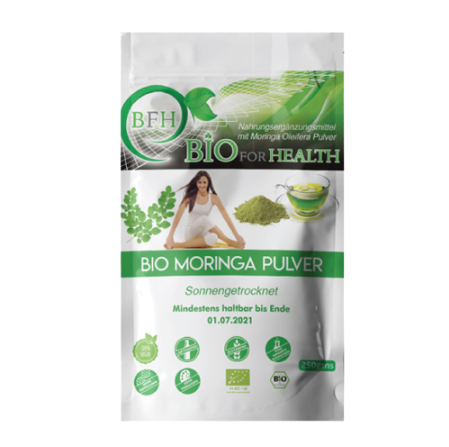 BFH
Nahrungsergänzungsmittel
mit Moringa Oleifera Pulver
BIO FOR HEALTH
BIO MORINGA PULVER
Sonnengetrocknet
Mindestens haltbar bis Ende
01.07.2021
250gms
BIO